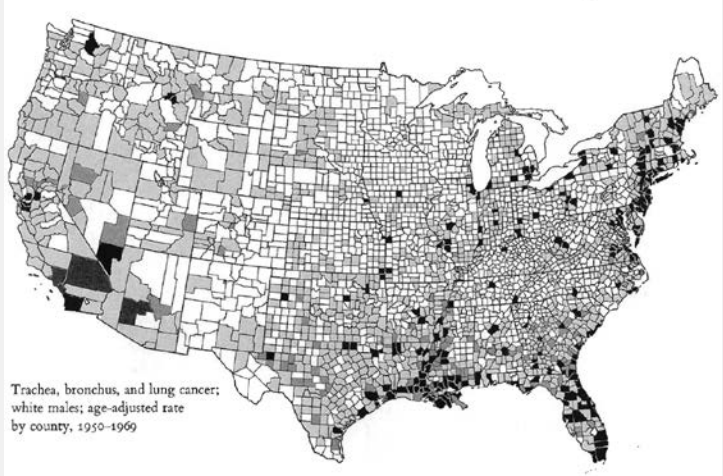 Trachea, bronchus, and lung cancer;
white males; age-adjusted rate
by county, 1950–1969